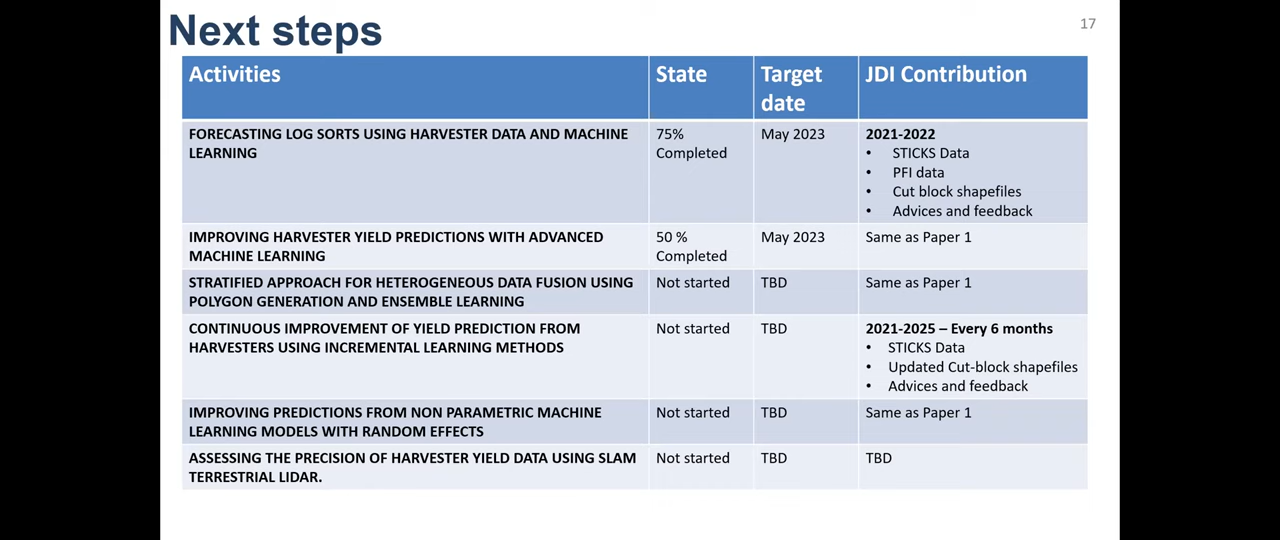 Next steps
17
Activities
State
Target
date
JDI Contribution
FORECASTING LOG SORTS USING HARVESTER DATA AND MACHINE
LEARNING
75%
Completed
May 2023
2021-2022
• STICKS Data
• PFI data
• Cut block shapefiles
• Advices and feedback
IMPROVING HARVESTER YIELD PREDICTIONS WITH ADVANCED
MACHINE LEARNING
50 %
Completed
May 2023
Same as Paper 1
STRATIFIED APPROACH FOR HETEROGENEOUS DATA FUSION USING
POLYGON GENERATION AND ENSEMBLE LEARNING
Not started
TBD
Same as Paper 1
CONTINUOUS IMPROVEMENT OF YIELD PREDICTION FROM
HARVESTERS USING INCREMENTAL LEARNING METHODS
Not started
TBD
2021-2025 – Every 6 months
• STICKS Data
• Updated Cut-block shapefiles
• Advices and feedback
IMPROVING PREDICTIONS FROM NON PARAMETRIC MACHINE
LEARNING MODELS WITH RANDOM EFFECTS
Not started
TBD
Same as Paper 1
ASSESSING THE PRECISION OF HARVESTER YIELD DATA USING SLAM
TERRESTRIAL LIDAR.
Not started
TBD
TBD